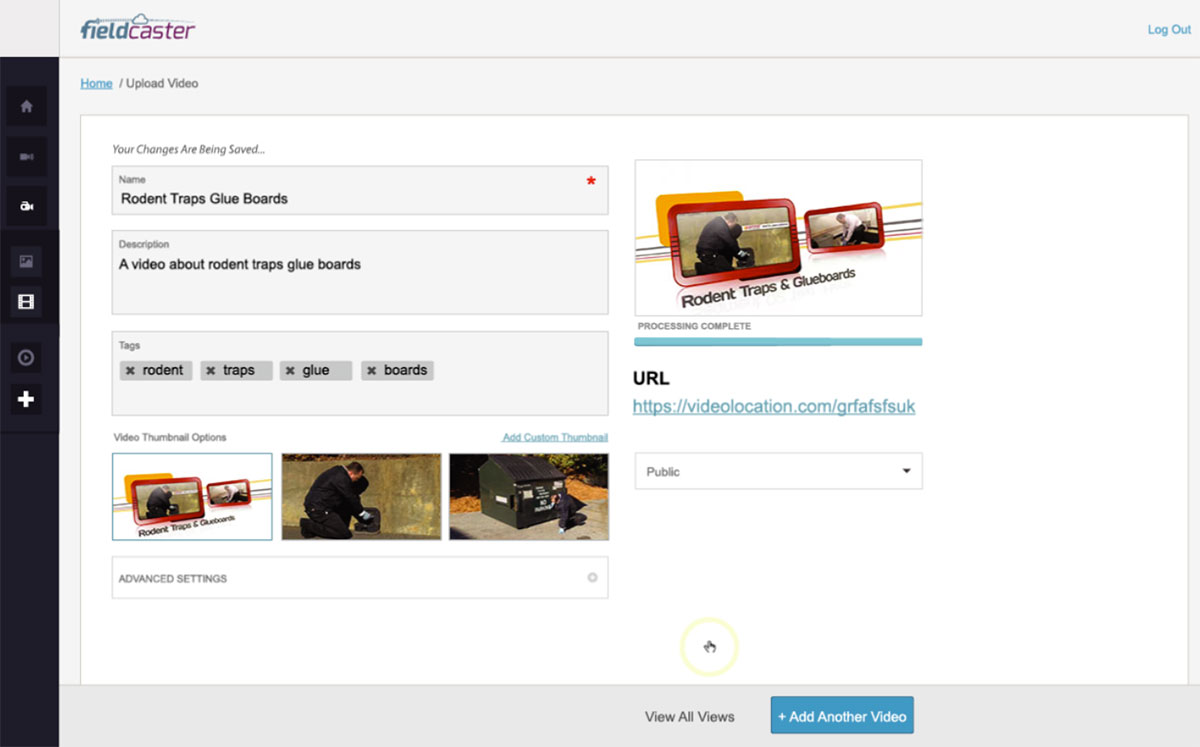 fieldcaster
Log Out
Home / Upload Video
Your Changes Are Being Saved...
Name
Rodent Traps Glue Boards *
Description
A video about rodent traps glue boards
Tags
✖ rodent ✖ traps ✖ glue ✖ boards
Video Thumbnail Options
Add Custom Thumbnail
Rodent Traps & Glueboards
ADVANCED SETTINGS
Rodent Traps & Glueboards
PROCESSING COMPLETE
URL
https://videolocation.com/grfafsfsuk
Public
View All Views
+ Add Another Video